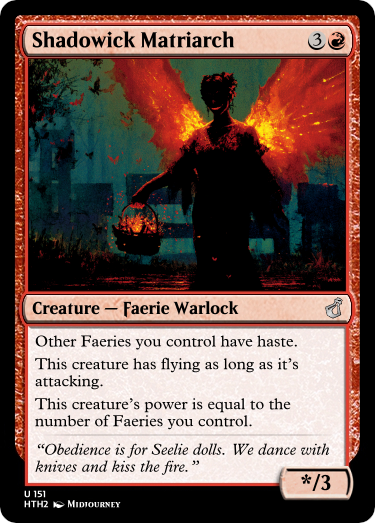 Shadowick Matriarch 3
Creature — Faerie Warlock
Other Faeries you control have haste.
This creature has flying as long as it's
attacking.
This creature's power is equal to the
number of Faeries you control.
"Obedience is for Seelie dolls. We dance with
knives and kiss the fire."
*/3
U 151
HTH2 Midjourney